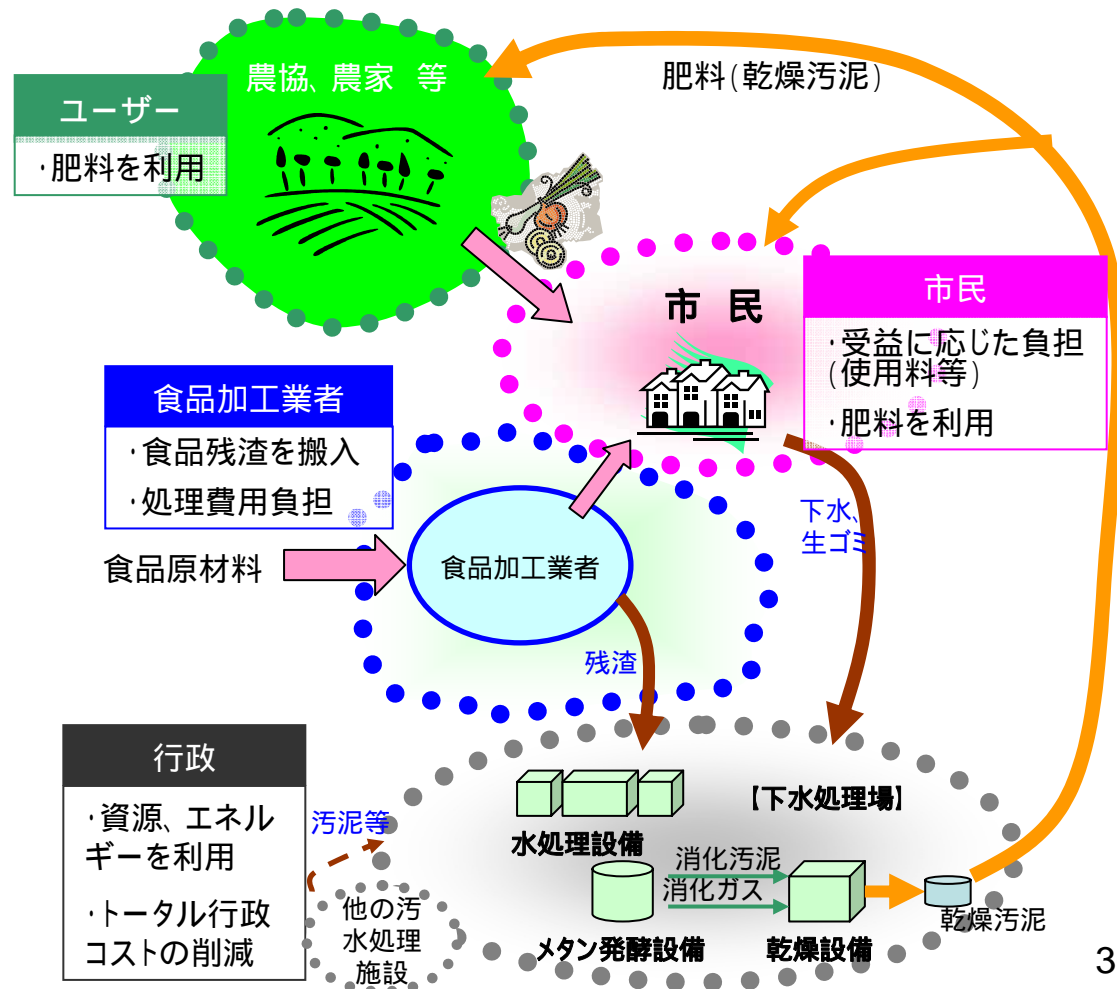 農協、農家 等
肥料(乾燥汚泥)
ユーザー
・肥料を利用
市 民
市民
・受益に応じた負担
(使用料等)
・肥料を利用
食品加工業者
・食品残渣を搬入
・処理費用負担
下水、
生ゴミ
食品原材料
食品加工業者
残渣
行政
・資源、エネル
ギーを利用
・トータル行政
コストの削減
汚泥等
【下水処理場】
水処理設備
消化汚泥
消化ガス
メタン発酵設備
乾燥設備
乾燥汚泥
他の汚
水処理
施設
3